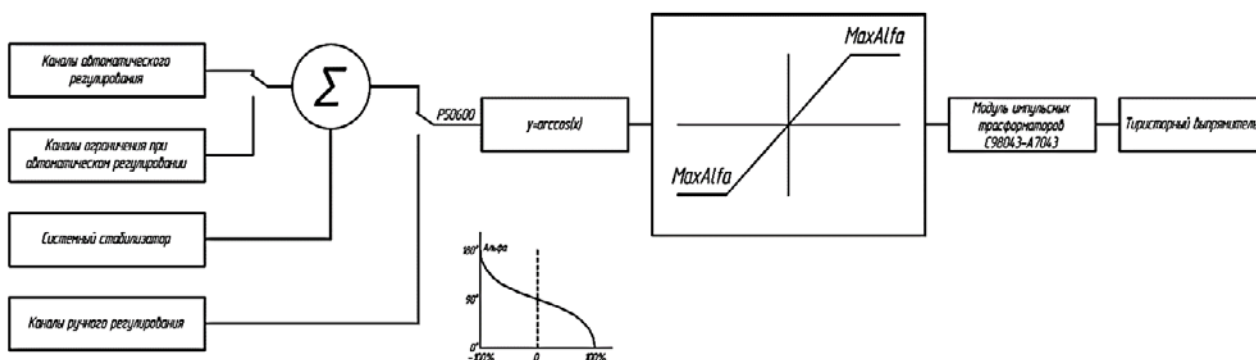 Каналы автоматического
регулирования
Каналы ограничения при
автоматическом регулировании
Системный стабилизатор
Каналы ручного регулирования
Σ
P50600
y=arccos(x)
MaxAlfa
MaxAlfa
Модуль импульсных
трасформаторов
C98043-A7043
Тиристорный выпрямитель
180°
Альфа
90°
0°
-100%
0
100%